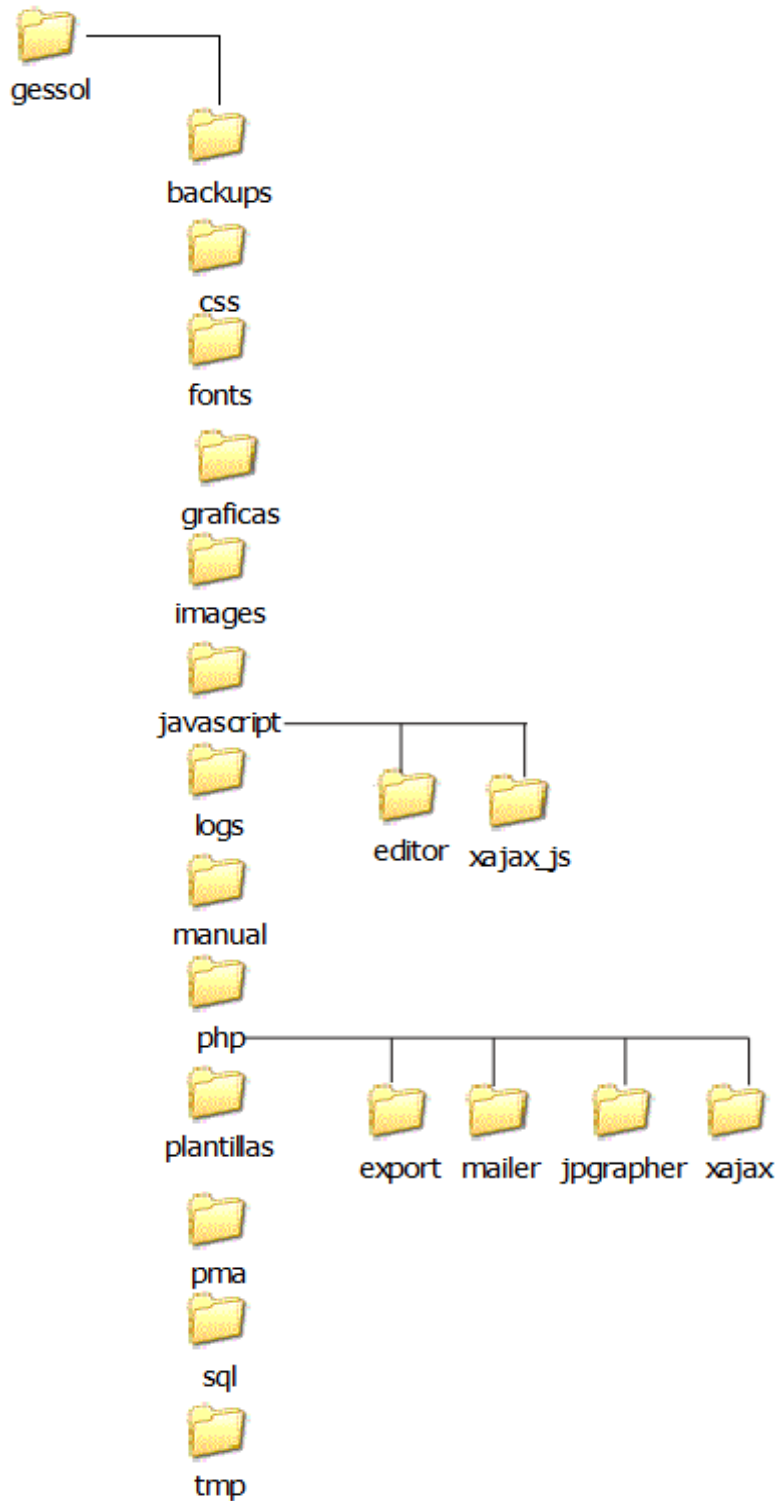 gessol
backups
css
fonts
graficas
images
javascript
editor
xajax_js
logs
manual
php
export
mailer
jpgrapher
xajax
plantillas
pma
sql
tmp